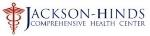 JACKSON-HINDS
COMPREHENSIVE HEALTH CENTER